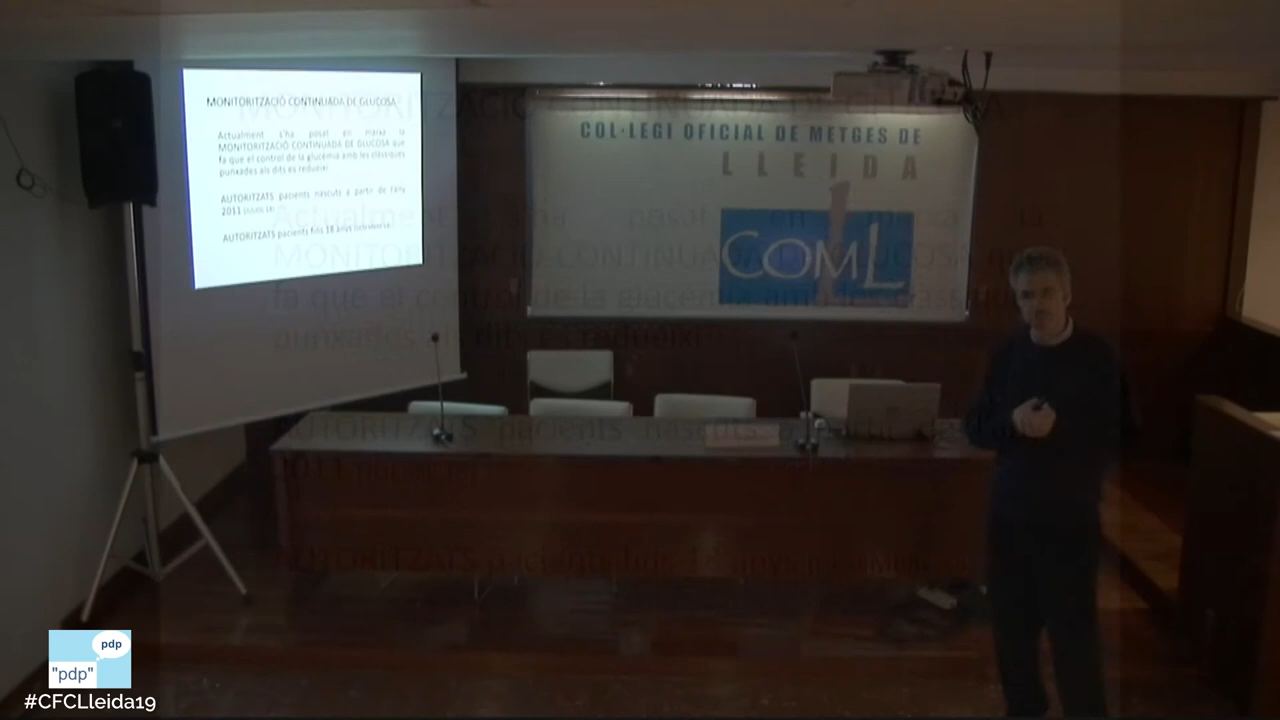 MONITORITZACIÓ CONTINUADA DE GLUCOSA
Actualment s'ha posat en marxa la
MONITORITZACIÓ CONTINUADA DE GLUCOSA que
fa que el control de la glucèmia amb les clàssiques
punxades als dits es redueixi
AUTORITZATS pacients nascuts a partir de l'any
2011
AUTORITZATS pacients fins 18 anys
COL·LEGI OFICIAL DE METGES DE
LLEIDA
COML
pdp
"pdp"
#CFCLleida19